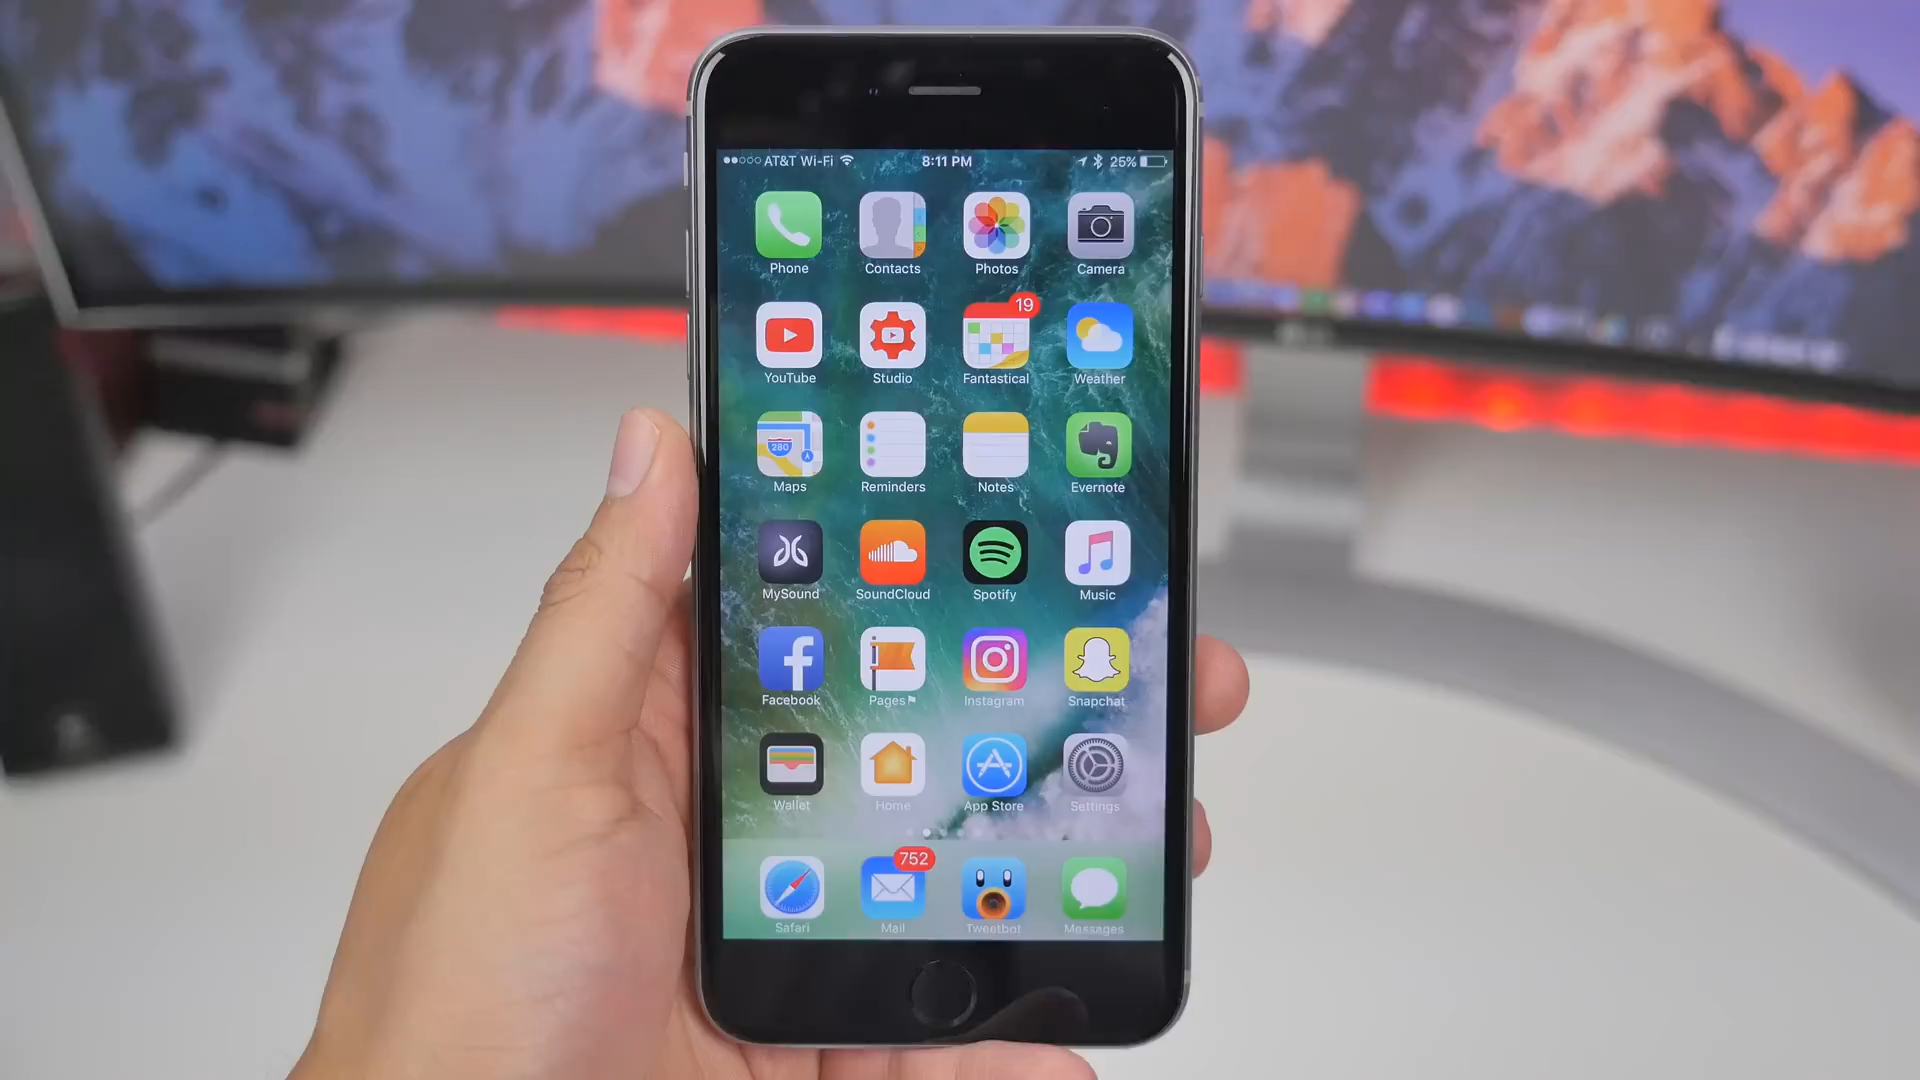 AT&T Wi-Fi 8:11 PM 25%
Phone Contacts Photos Camera
19
YouTube Studio Fantastical Weather
280
Maps Reminders Notes Evernote
MySound SoundCloud Spotify Music
Facebook Pages Instagram Snapchat
Wallet Home App Store Settings
752
Safari Mail Tweetbot Messages